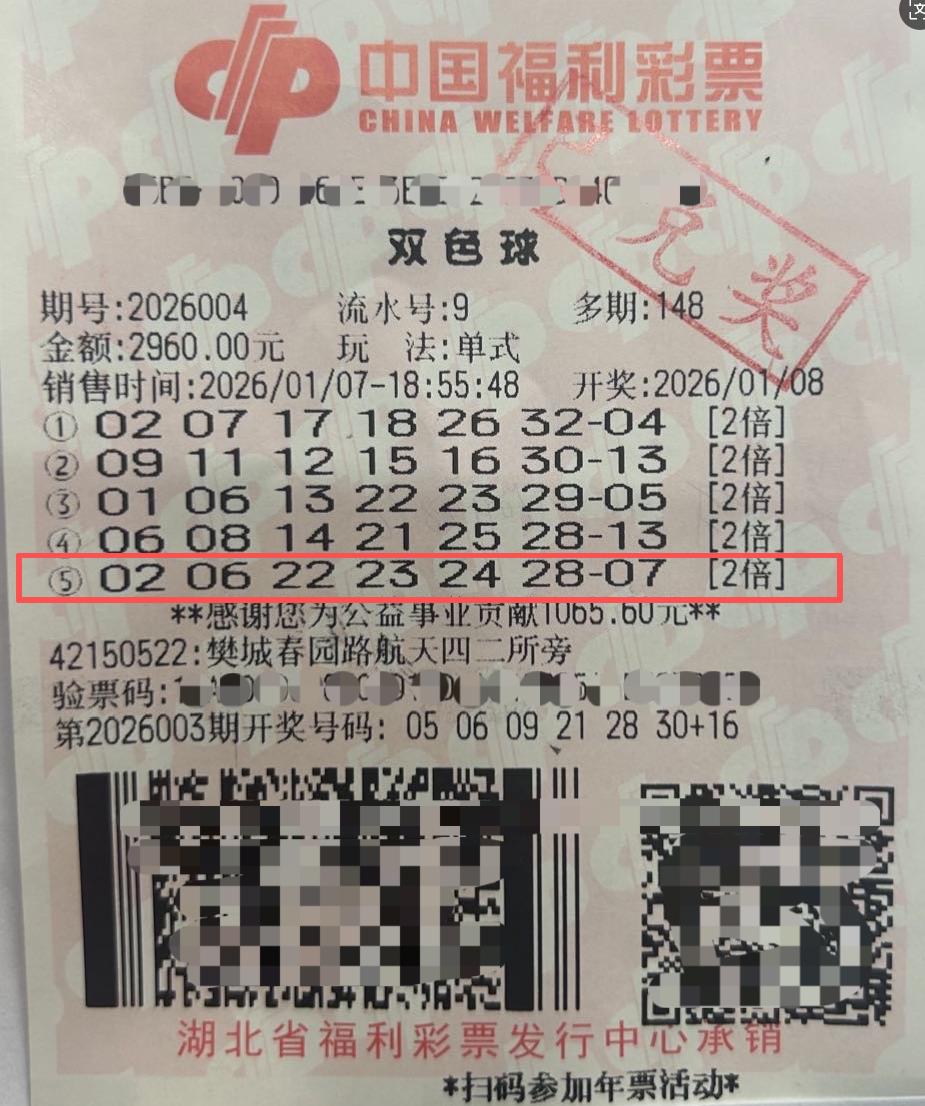 中国福利彩票
CHINA WELFARE LOTTERY
已兑奖
双色球
期号:2026004 流水号:9 多期:148
金额:2960.00元 玩 法:单式
销售时间:2026/01/07-18:55:48 开奖:2026/01/08
① 02 07 17 18 26 32-04 [2倍]
② 09 11 12 15 16 30-13 [2倍]
③ 01 06 13 22 23 29-05 [2倍]
④ 06 08 14 21 25 28-13 [2倍]
⑤ 02 06 22 23 24 28-07 [2倍]
**感谢您为公益事业贡献1065.60元**
42150522:樊城春园路航天四二所旁
验票码:
第2026003期开奖号码: 05 06 09 21 28 30+16
湖北省福利彩票发行中心承销
*扫码参加年票活动*